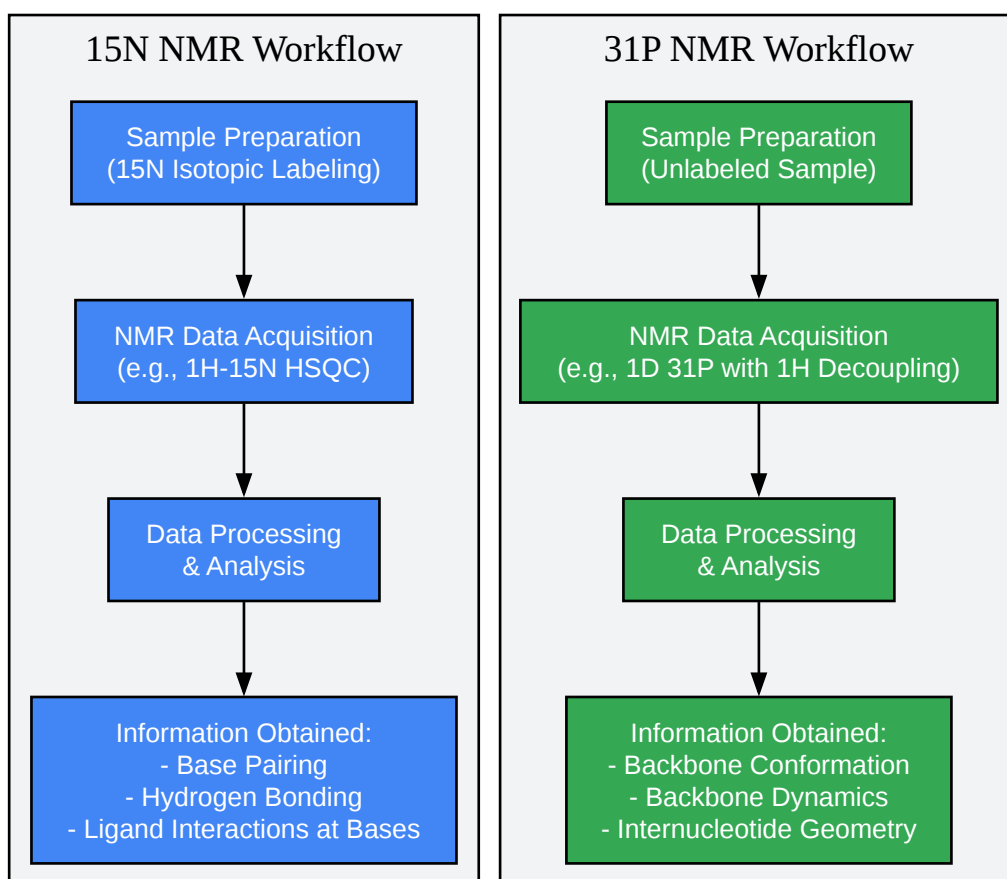 15N NMR Workflow
Sample Preparation
(15N Isotopic Labeling)
NMR Data Acquisition
(e.g., 1H-15N HSQC)
Data Processing
& Analysis
Information Obtained:
- Base Pairing
- Hydrogen Bonding
- Ligand Interactions at Bases
31P NMR Workflow
Sample Preparation
(Unlabeled Sample)
NMR Data Acquisition
(e.g., 1D 31P with 1H Decoupling)
Data Processing
& Analysis
Information Obtained:
- Backbone Conformation
- Backbone Dynamics
- Internucleotide Geometry